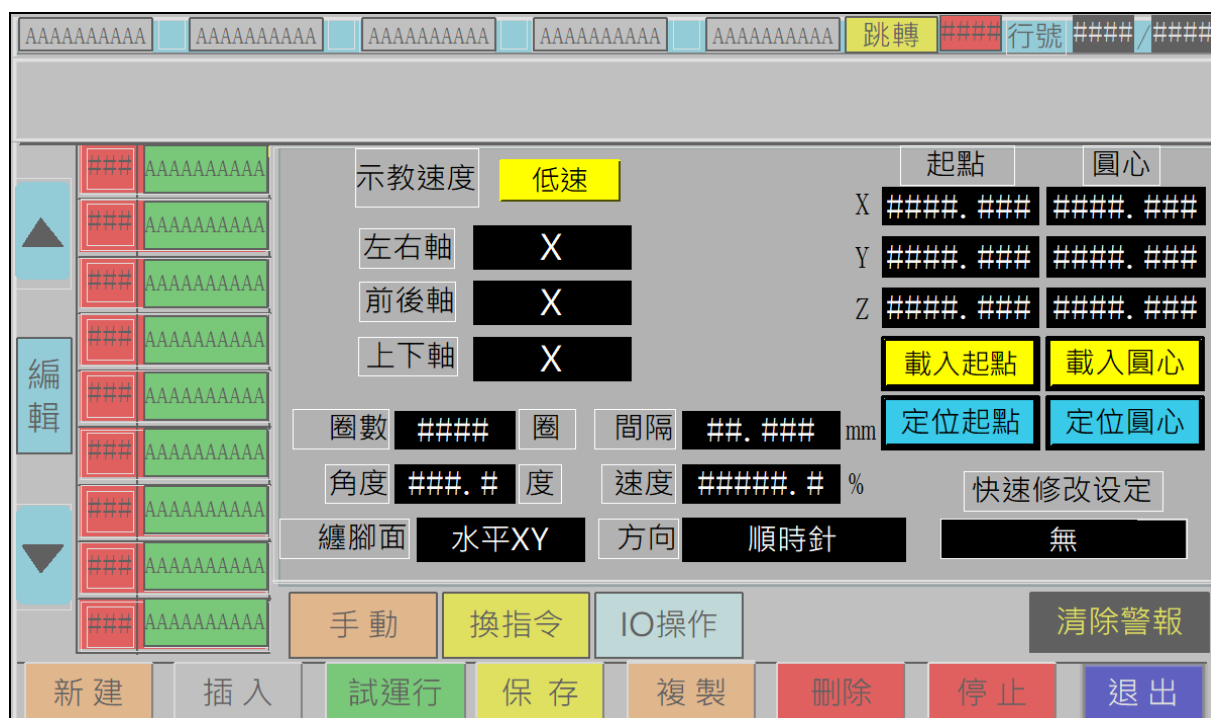 AAAAAAAAAA AAAAAAAAAA AAAAAAAAAA AAAAAAAAAA AAAAAAAAAA 跳轉 #### 行號 #### / ####
### AAAAAAAAAA
### AAAAAAAAAA
### AAAAAAAAAA
### AAAAAAAAAA
### AAAAAAAAAA
### AAAAAAAAAA
### AAAAAAAAAA
### AAAAAAAAAA
### AAAAAAAAAA
編輯
示教速度 低速
左右軸 X
前後軸 X
上下軸 X
起點 圓心
X ####.### ####.###
Y ####.### ####.###
Z ####.### ####.###
載入起點 載入圓心
定位起點 定位圓心
圈數 #### 圈 間隔 ##.### mm
角度 ###.# 度 速度 #####.# %
快速修改设定
纏腳面 水平XY 方向 順時針 無
手動 換指令 IO操作 清除警報
新建 插入 試運行 保存 複製 刪除 停止 退出